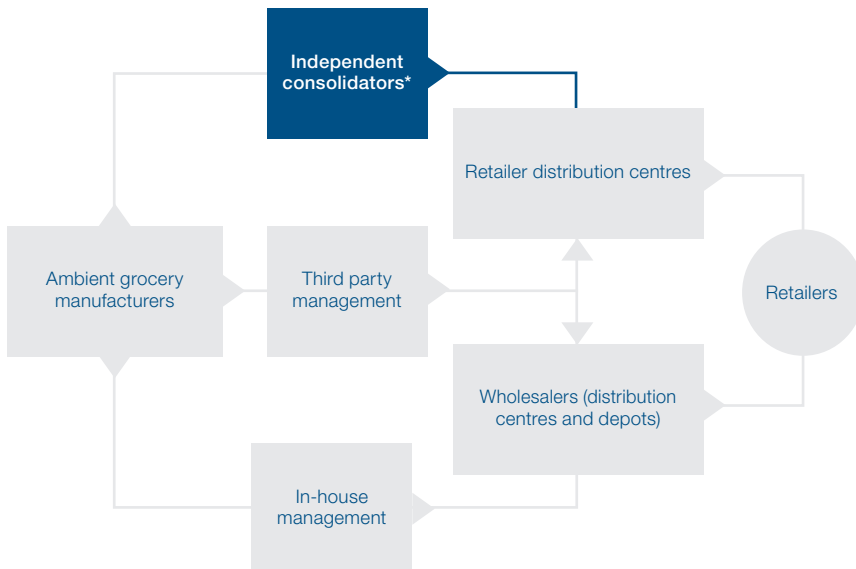 Independent
consolidators*
Retailer distribution centres
Ambient grocery
manufacturers
Third party
management
Retailers
Wholesalers (distribution
centres and depots)
In-house
management